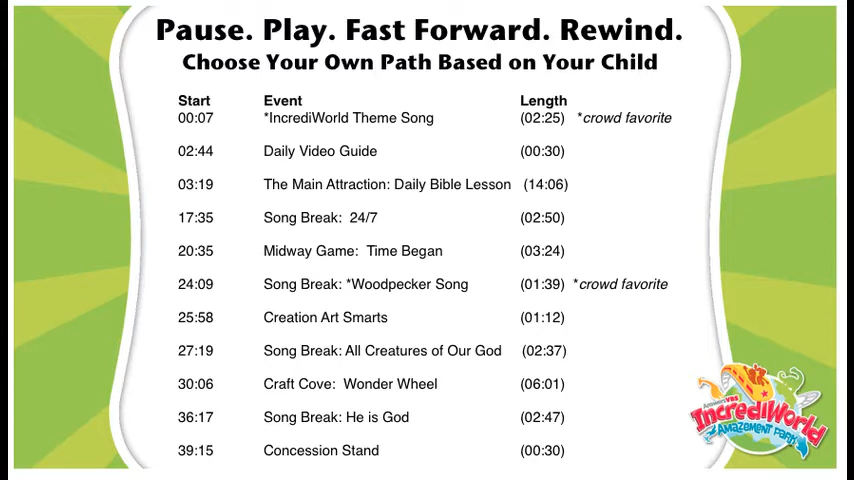 Pause. Play. Fast Forward. Rewind.
Choose Your Own Path Based on Your Child
Start Event Length
00:07 *IncrediWorld Theme Song (02:25) *crowd favorite
02:44 Daily Video Guide (00:30)
03:19 The Main Attraction: Daily Bible Lesson (14:06)
17:35 Song Break: 24/7 (02:50)
20:35 Midway Game: Time Began (03:24)
24:09 Song Break: *Woodpecker Song (01:39) *crowd favorite
25:58 Creation Art Smarts (01:12)
27:19 Song Break: All Creatures of Our God (02:37)
30:06 Craft Cove: Wonder Wheel (06:01)
36:17 Song Break: He is God (02:47)
39:15 Concession Stand (00:30)
Answers VBS
IncrediWorld
Amazement Park